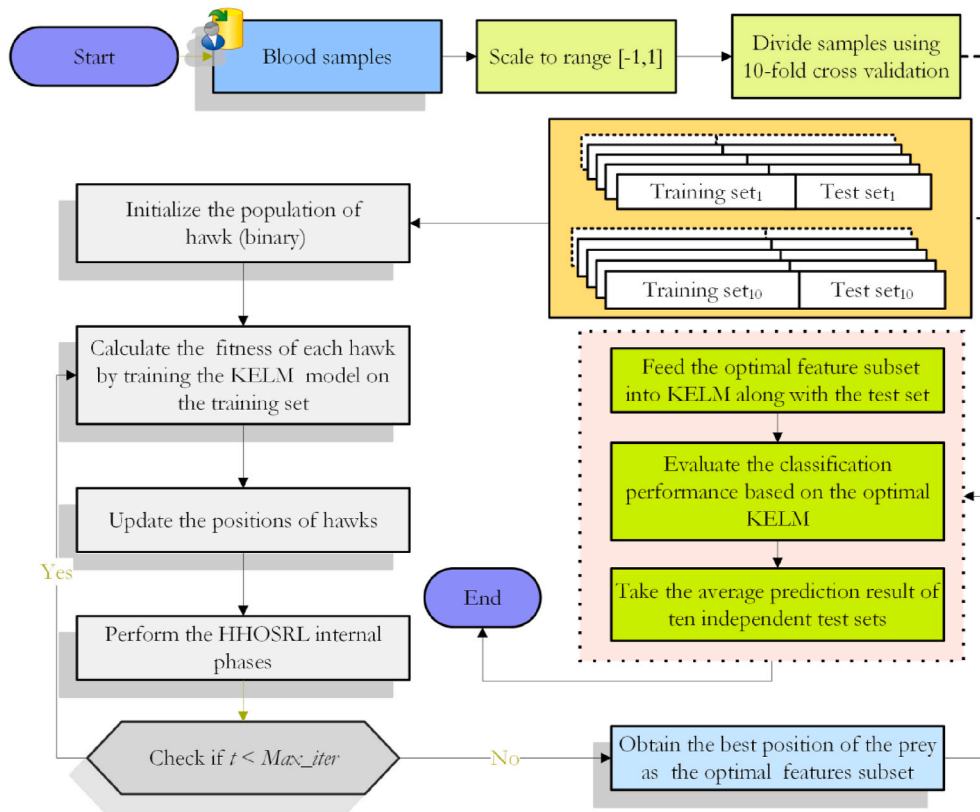 Start
Blood samples
Scale to range [-1,1]
Divide samples using
10-fold cross validation
Training set₁
Test set₁
Training set₁₀
Test set₁₀
Initialize the population of
hawk (binary)
Calculate the fitness of each hawk
by training the KELM model on
the training set
Update the positions of hawks
Yes
Perform the HHOSRL internal
phases
Check if t < Max_iter
No
Obtain the best position of the prey
as the optimal features subset
Feed the optimal feature subset
into KELM along with the test set
Evaluate the classification
performance based on the optimal
KELM
Take the average prediction result of
ten independent test sets
End